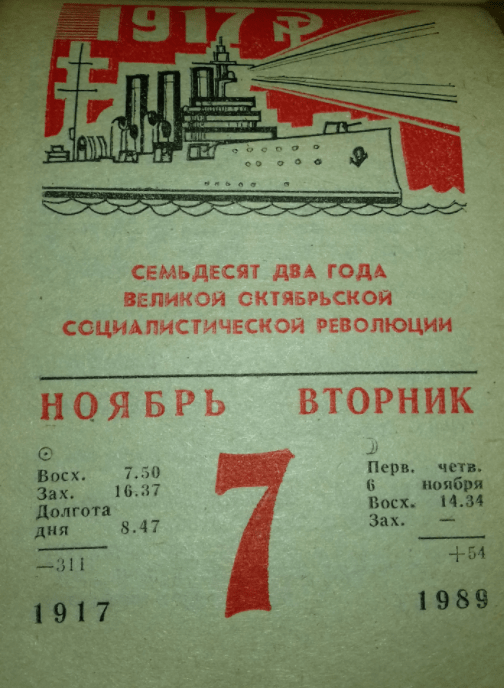 1917
СЕМЬДЕСЯТ ДВА ГОДА
ВЕЛИКОЙ ОКТЯБРЬСКОЙ
СОЦИАЛИСТИЧЕСКОЙ РЕВОЛЮЦИИ
НОЯБРЬ ВТОРНИК
7
Восх. 7.50
Зах. 16.37
Долгота
дня 8.47
—311
1917
Перв. четв.
6 ноября
Восх. 14.34
Зах. —
+54
1989